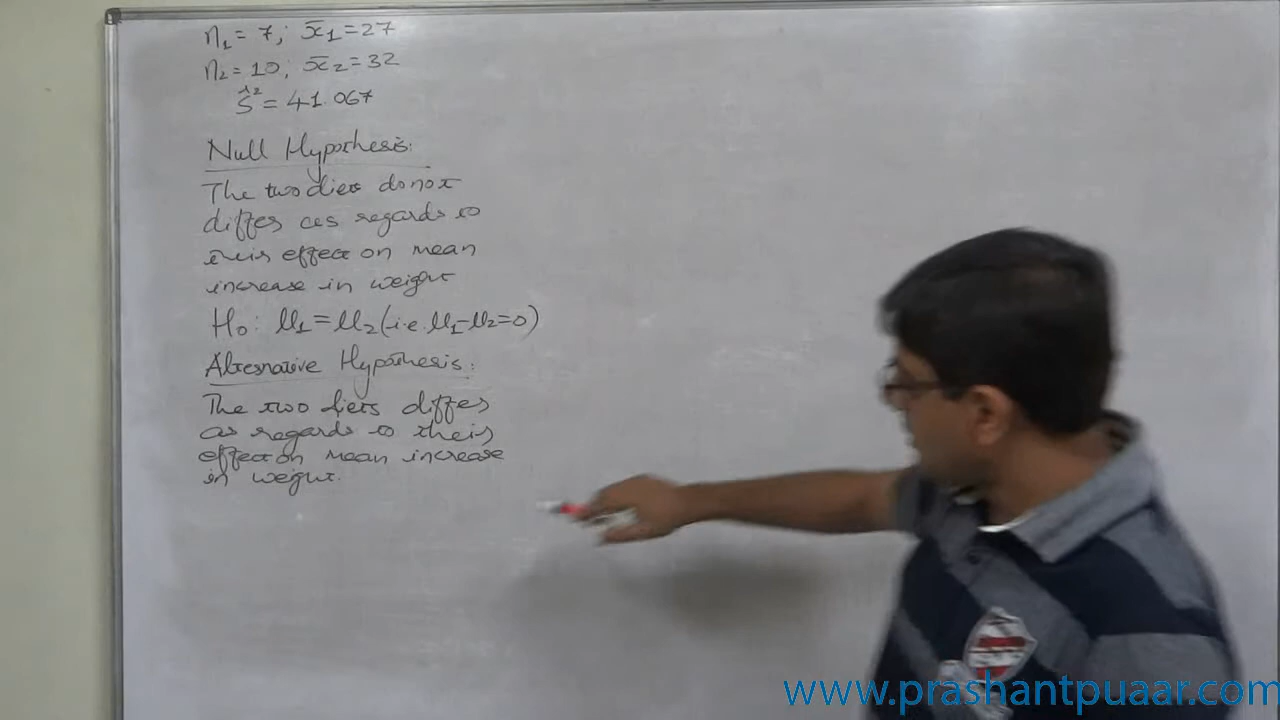 n₁ = 7; x̄₁ = 27
n₂ = 10; x̄₂ = 32
ŝ² = 41.067
Null Hypothesis:
The two diets do not
differ as regards to
their effect on mean
increase in weight
H₀: μ₁ = μ₂ (i.e. μ₁-μ₂=0)
Alternative Hypothesis:
The two diets differ
as regards to their
effect on mean increase
in weight.
www.prashantpuaar.com